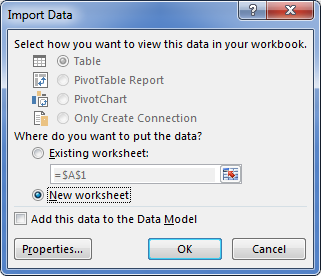 Import Data
?
Select how you want to view this data in your workbook.
Table
PivotTable Report
PivotChart
Only Create Connection
Where do you want to put the data?
Existing worksheet:
=$A$1
New worksheet
Add this data to the Data Model
Properties...
OK
Cancel